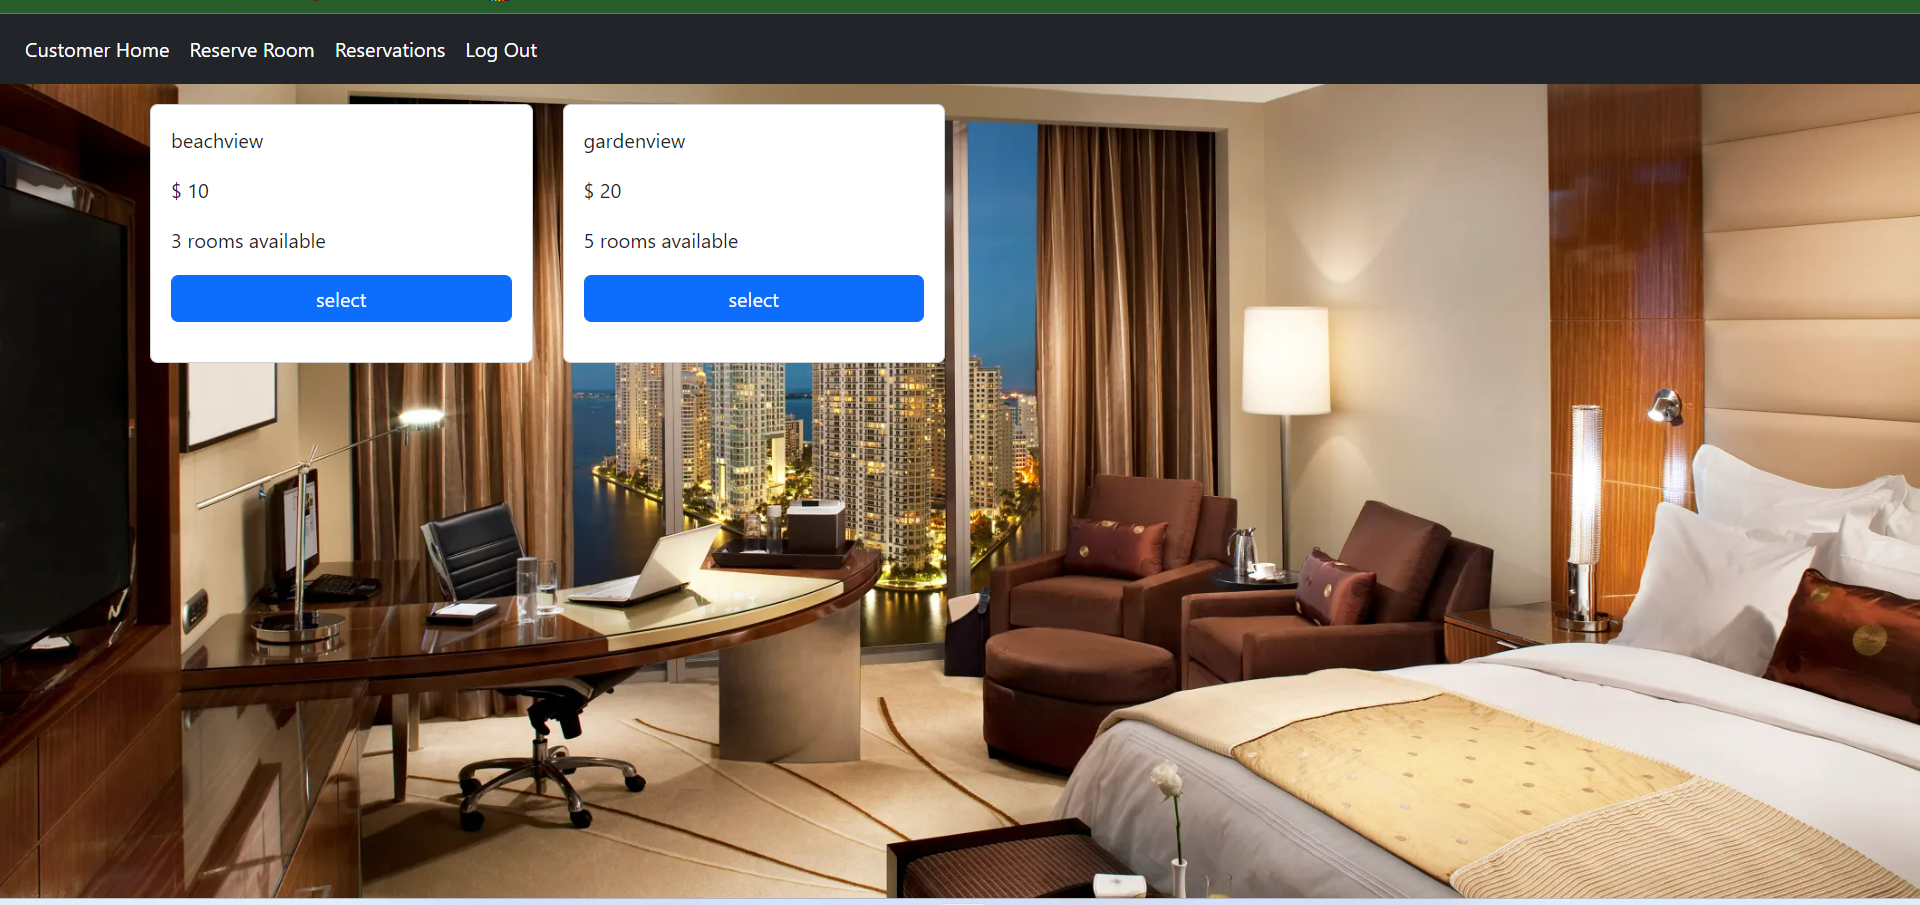 Customer Home Reserve Room Reservations Log Out
beachview
$ 10
3 rooms available
select
gardenview
$ 20
5 rooms available
select